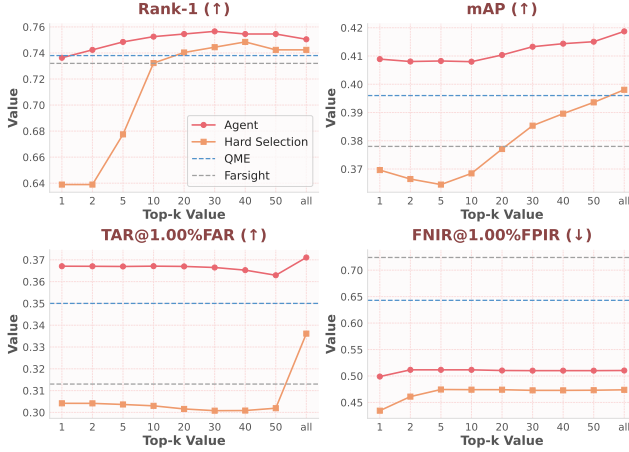 Rank-1 (↑)
Value
0.76
0.74
0.72
0.70
0.68
0.66
0.64
Agent
Hard Selection
QME
Farsight
1 2 5 10 20 30 40 50 all
Top-k Value
mAP (↑)
Value
0.42
0.41
0.40
0.39
0.38
0.37
1 2 5 10 20 30 40 50 all
Top-k Value
TAR@1.00%FAR (↑)
Value
0.37
0.36
0.35
0.34
0.33
0.32
0.31
0.30
1 2 5 10 20 30 40 50 all
Top-k Value
FNIR@1.00%FPIR (↓)
Value
0.70
0.65
0.60
0.55
0.50
0.45
1 2 5 10 20 30 40 50 all
Top-k Value